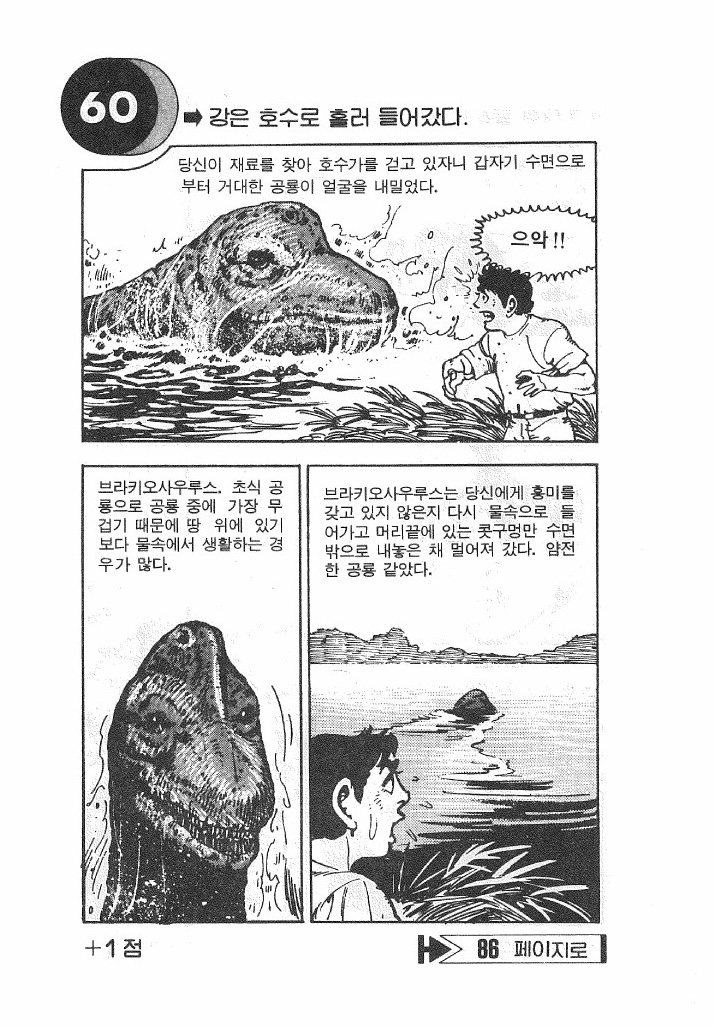 60
➡ 강은 호수로 흘러 들어갔다.
당신이 재료를 찾아 호수가를 걷고 있자니 갑자기 수면으로
부터 거대한 공룡이 얼굴을 내밀었다.
으악!!
브라키오사우루스. 초식 공
룡으로 공룡 중에 가장 무
겁기 때문에 땅 위에 있기
보다 물속에서 생활하는 경
우가 많다.
브라키오사우루스는 당신에게 흥미를
갖고 있지 않은지 다시 물속으로 들
어가고 머리끝에 있는 콧구멍만 수면
밖으로 내놓은 채 멀어져 갔다. 얌전
한 공룡 같았다.
+1점
86 페이지로